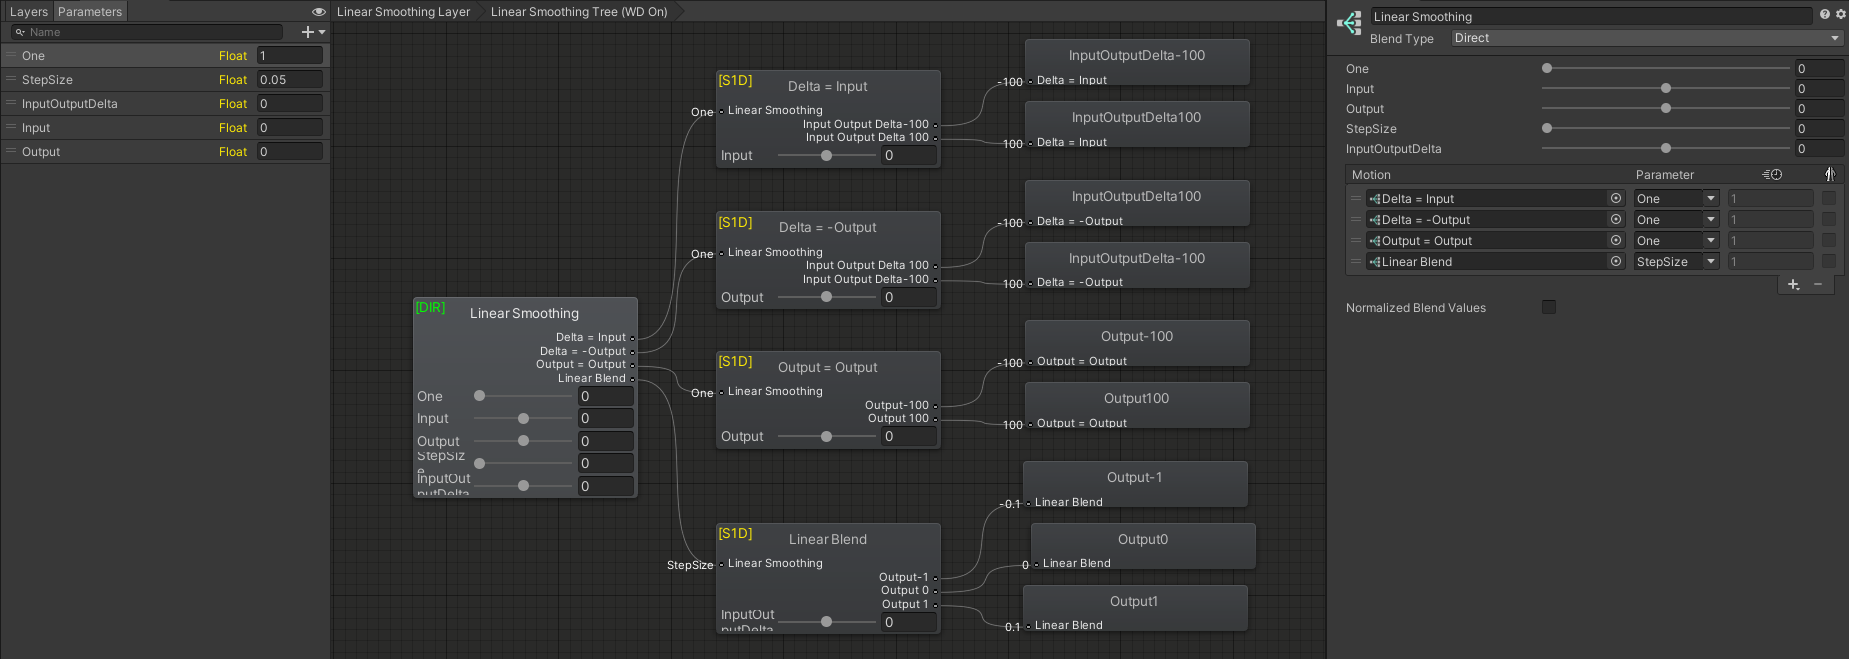 Layers Parameters
Name
One Float 1
StepSize Float 0.05
InputOutputDelta Float 0
Input Float 0
Output Float 0
Linear Smoothing Layer Linear Smoothing Tree (WD On)
[DIR] Linear Smoothing
Delta = Input
Delta = -Output
Output = Output
Linear Blend
One 0
Input 0
Output 0
StepSize 0
InputOutputDelta 0
One
[S1D] Delta = Input
Linear Smoothing
Input Output Delta-100
Input Output Delta 100
Input 0
One
[S1D] Delta = -Output
Linear Smoothing
Input Output Delta 100
Input Output Delta-100
Output 0
One
[S1D] Output = Output
Linear Smoothing
Output-100
Output 100
Output 0
StepSize
[S1D] Linear Blend
Linear Smoothing
Output-1
Output 0
Output 1
InputOutputDelta 0
InputOutputDelta-100
-100 Delta = Input
InputOutputDelta100
100 Delta = Input
InputOutputDelta100
-100 Delta = -Output
InputOutputDelta-100
100 Delta = -Output
Output-100
-100 Output = Output
Output100
100 Output = Output
Output-1
-0.1 Linear Blend
Output0
0 Linear Blend
Output1
0.1 Linear Blend
Linear Smoothing
Blend Type Direct
One 0
Input 0
Output 0
StepSize 0
InputOutputDelta 0
Motion Parameter
Delta = Input One 1
Delta = -Output One 1
Output = Output One 1
Linear Blend StepSize 1
+ −
Normalized Blend Values